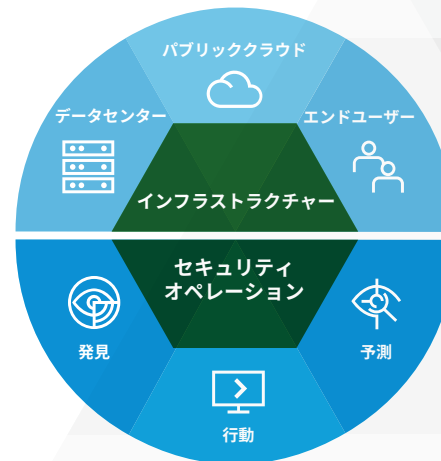 パブリッククラウド
データセンター
エンドユーザー
インフラストラクチャー
セキュリティ
オペレーション
発見
予測
行動